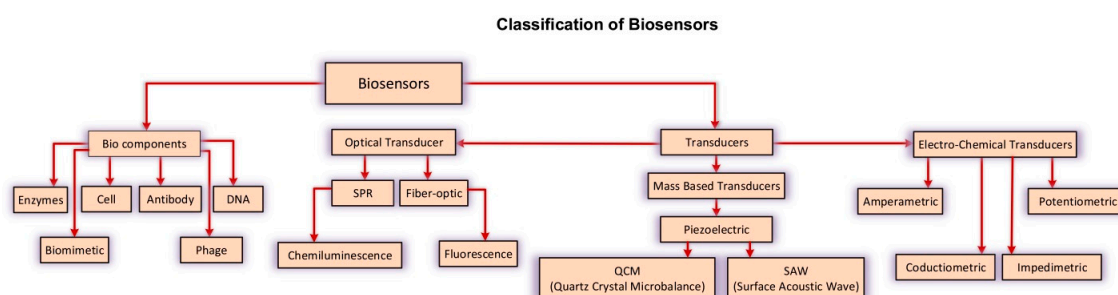 Classification of Biosensors
Biosensors
Bio components
Optical Transducer
Transducers
Electro-Chemical Transducers
Enzymes
Cell
Antibody
DNA
SPR
Fiber-optic
Mass Based Transducers
Amperametric
Potentiometric
Biomimetic
Phage
Chemiluminescence
Fluorescence
Piezoelectric
QCM
(Quartz Crystal Microbalance)
SAW
(Surface Acoustic Wave)
Coductiometric
Impedimetric